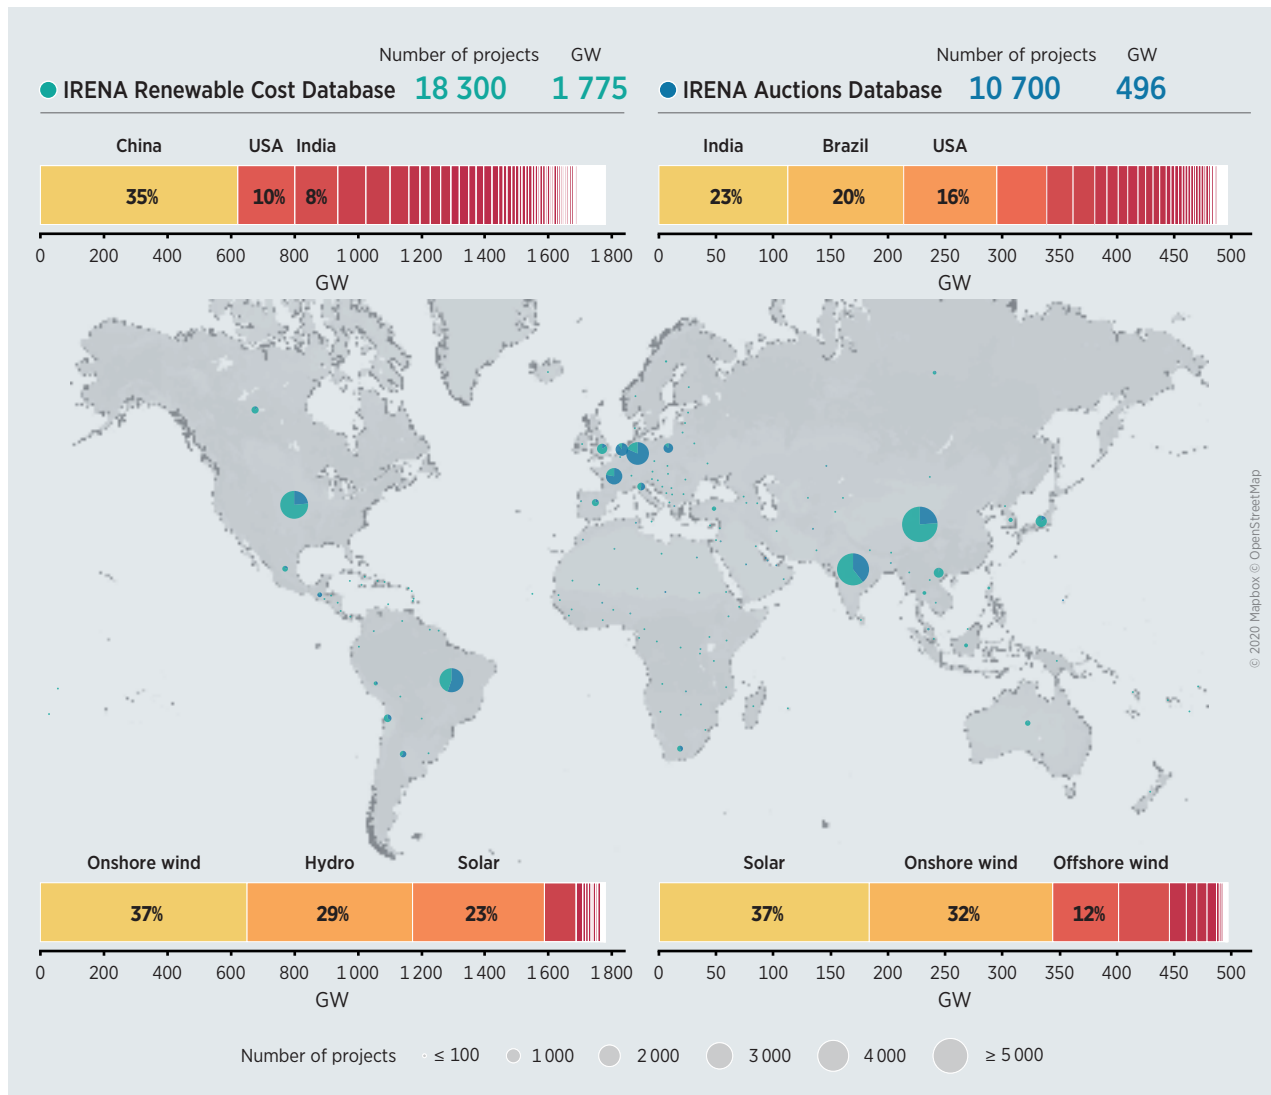 Number of projects GW
IRENA Renewable Cost Database 18 300 1 775
Number of projects GW
IRENA Auctions Database 10 700 496
China USA India
35% 10% 8%
0 200 400 600 800 1 000 1 200 1 400 1 600 1 800
GW
India Brazil USA
23% 20% 16%
0 50 100 150 200 250 300 350 400 450 500
GW
© 2020 Mapbox © OpenStreetMap
Onshore wind Hydro Solar
37% 29% 23%
0 200 400 600 800 1 000 1 200 1 400 1 600 1 800
GW
Solar Onshore wind Offshore wind
37% 32% 12%
0 50 100 150 200 250 300 350 400 450 500
GW
Number of projects ≤ 100 1 000 2 000 3 000 4 000 ≥ 5 000